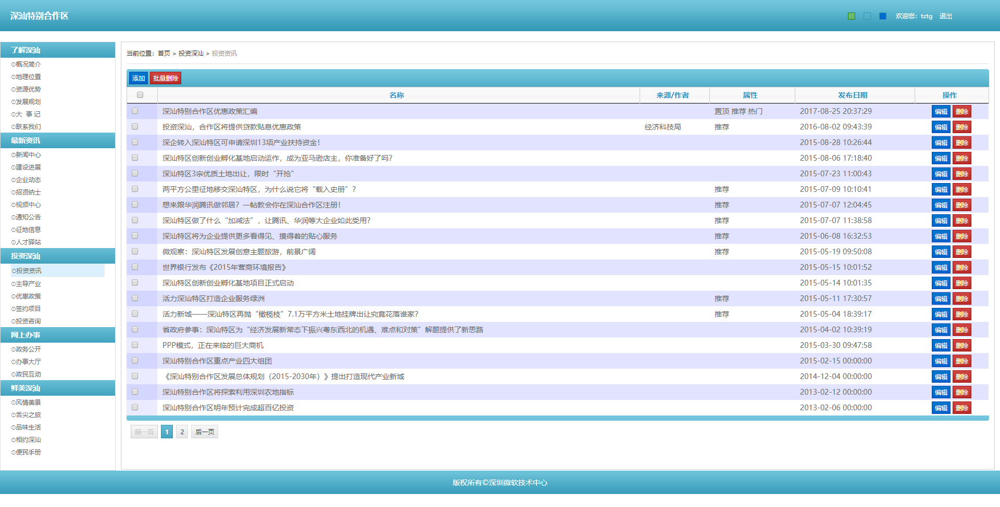 深汕特别合作区
欢迎您：tztg 退出
了解深汕
⊙概况简介
⊙地理位置
⊙资源优势
⊙发展规划
⊙大 事 记
⊙联系我们
最新资讯
⊙新闻中心
⊙建设进展
⊙企业动态
⊙招贤纳士
⊙视频中心
⊙通知公告
⊙征地信息
⊙人才驿站
投资深汕
⊙投资资讯
⊙主导产业
⊙优惠政策
⊙签约项目
⊙投资咨询
网上办事
⊙政务公开
⊙办事大厅
⊙政民互动
鲜美深汕
⊙风情美景
⊙舌尖之旅
⊙品味生活
⊙相约深汕
⊙便民手册
当前位置：首页 > 投资深汕 > 投资资讯
添加 批量删除
名称 来源/作者 属性 发布日期 操作
深汕特别合作区优惠政策汇编 置顶 推荐 热门 2017-08-25 20:37:29 编辑 删除
投资深汕，合作区将提供贷款贴息优惠政策 经济科技局 推荐 2016-08-02 09:43:39 编辑 删除
深企转入深汕特区可申请深圳13项产业扶持资金！ 2015-08-28 10:26:44 编辑 删除
深汕特区创新创业孵化基地启动运作，成为亚马逊店主，你准备好了吗？ 2015-08-06 17:18:40 编辑 删除
深汕特区3宗优质土地出让，限时“开抢” 2015-07-23 11:00:43 编辑 删除
两平方公里征地移交深汕特区，为什么说它将“载入史册”？ 推荐 2015-07-09 10:10:41 编辑 删除
想来跟华润腾讯做邻居？一帖教会你在深汕合作区注册！ 推荐 2015-07-07 12:04:45 编辑 删除
深汕特区做了什么“加减法”，让腾讯、华润等大企业如此受用？ 推荐 2015-07-07 11:38:58 编辑 删除
深汕特区将为企业提供更多看得见、摸得着的贴心服务 推荐 2015-06-08 16:32:53 编辑 删除
微观察：深汕特区发展创意主题旅游，前景广阔 推荐 2015-05-19 09:50:08 编辑 删除
世界银行发布《2015年营商环境报告》 2015-05-15 10:01:52 编辑 删除
深汕特区创新创业孵化基地项目正式启动 2015-05-14 10:01:35 编辑 删除
活力深汕特区打造企业服务绿洲 推荐 2015-05-11 17:30:57 编辑 删除
活力新城——深汕特区再抛“橄榄枝”7.1万平方米土地挂牌出让究竟花落谁家？ 推荐 2015-05-04 18:39:17 编辑 删除
省政府参事：深汕特区为“经济发展新常态下振兴粤东西北的机遇、难点和对策”解题提供了新思路 2015-04-02 10:39:19 编辑 删除
PPP模式，正在来临的巨大商机 2015-03-30 09:47:58 编辑 删除
深汕特别合作区重点产业四大组团 2015-02-15 00:00:00 编辑 删除
《深汕特别合作区发展总体规划（2015-2030年）》提出打造现代产业新城 2014-12-04 00:00:00 编辑 删除
深汕特别合作区将探索利用深圳农地指标 2013-02-12 00:00:00 编辑 删除
深汕特别合作区明年预计完成超百亿投资 2013-02-06 00:00:00 编辑 删除
前一页 1 2 后一页
版权所有©深圳微软技术中心